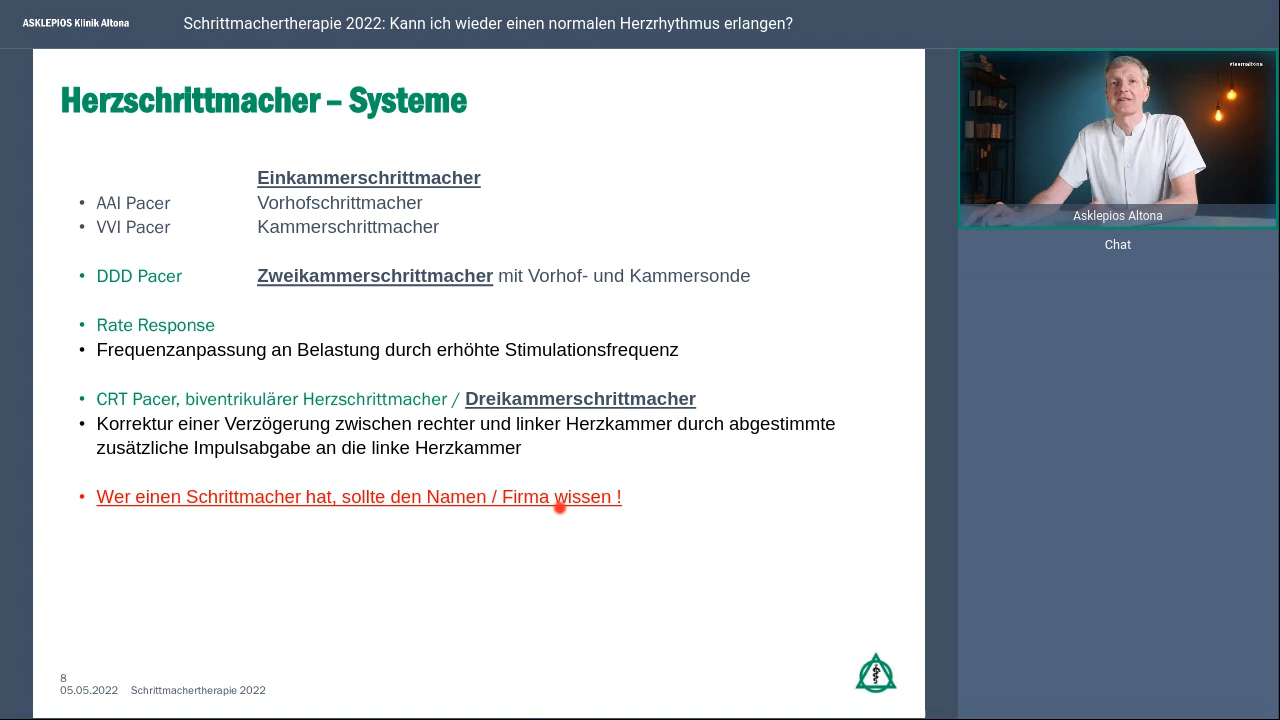 ASKLEPIOS Klinik Altona
Schrittmachertherapie 2022: Kann ich wieder einen normalen Herzrhythmus erlangen?
Herzschrittmacher – Systeme
Einkammerschrittmacher
• AAI Pacer Vorhofschrittmacher
• VVI Pacer Kammerschrittmacher
• DDD Pacer Zweikammerschrittmacher mit Vorhof- und Kammersonde
• Rate Response
• Frequenzanpassung an Belastung durch erhöhte Stimulationsfrequenz
• CRT Pacer, biventrikulärer Herzschrittmacher / Dreikammerschrittmacher
• Korrektur einer Verzögerung zwischen rechter und linker Herzkammer durch abgestimmte
zusätzliche Impulsabgabe an die linke Herzkammer
• Wer einen Schrittmacher hat, sollte den Namen / Firma wissen !
8
05.05.2022 Schrittmachertherapie 2022
#teamaltona
Asklepios Altona
Chat